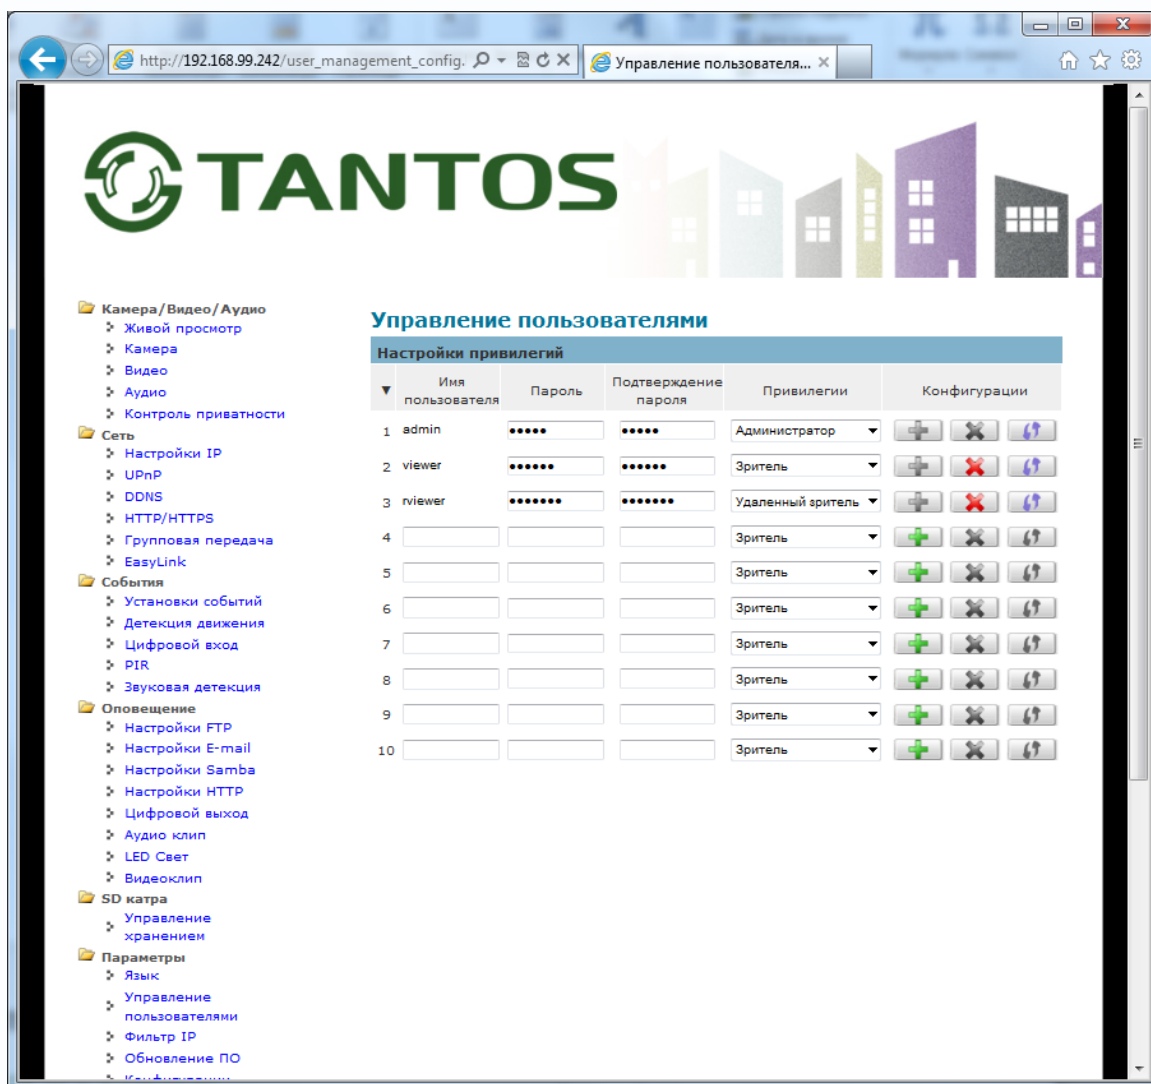 http://192.168.99.242/user_management_config.
Управление пользователя...
TANTOS
Камера/Видео/Аудио
Живой просмотр
Камера
Видео
Аудио
Контроль приватности
Сеть
Настройки IP
UPnP
DDNS
HTTP/HTTPS
Групповая передача
EasyLink
События
Установки событий
Детекция движения
Цифровой вход
PIR
Звуковая детекция
Оповещение
Настройки FTP
Настройки E-mail
Настройки Samba
Настройки HTTP
Цифровой выход
Аудио клип
LED Свет
Видеоклип
SD катра
Управление
хранением
Параметры
Язык
Управление
пользователями
Фильтр IP
Обновление ПО
Управление пользователями
Настройки привилегий
▼ Имя пользователя Пароль Подтверждение пароля Привилегии Конфигурации
1 admin ••••• ••••• Администратор
2 viewer •••••• •••••• Зритель
3 rviewer ••••••• ••••••• Удаленный зритель
4 Зритель
5 Зритель
6 Зритель
7 Зритель
8 Зритель
9 Зритель
10 Зритель